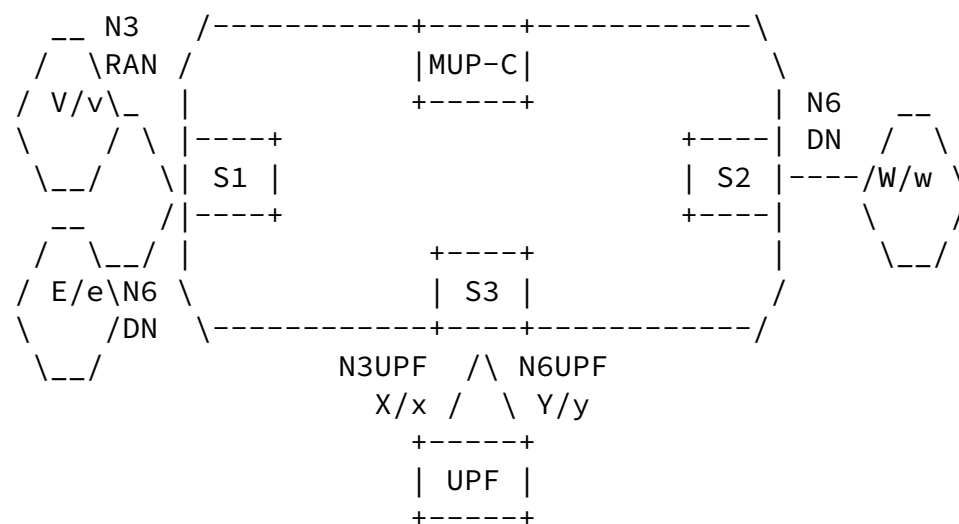 __ N3 /-----------+-----+------------\
/ \RAN / |MUP-C| \
/ V/v\_ | +-----+ | N6 __
\ / \ |----+ +----| DN / \
\__/ \| S1 | | S2 |----/W/w \
__ /|----+ +----| \ /
/ \__/ | +----+ | \__/
/ E/e\N6 \ | S3 | /
\ /DN \------------+----+------------/
\__/ N3UPF /\ N6UPF
X/x / \ Y/y
+-----+
| UPF |
+-----+